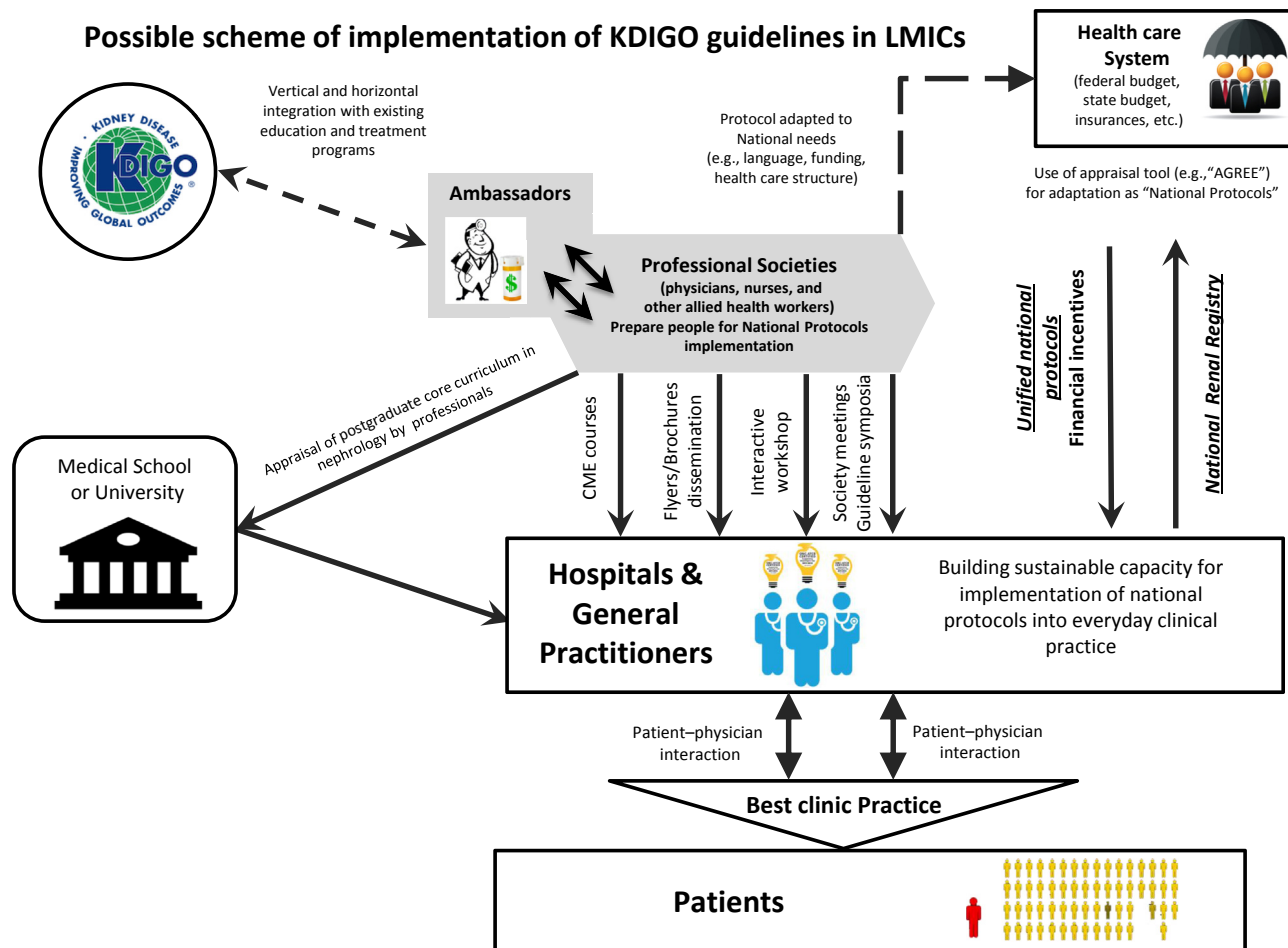 Possible scheme of implementation of KDIGO guidelines in LMICs
Health care
System
(federal budget,
state budget,
insurances, etc.)
KIDNEY DISEASE
KDIGO
®
IMPROVING GLOBAL OUTCOMES
Vertical and horizontal
integration with existing
education and treatment
programs
Protocol adapted to
National needs
(e.g., language, funding,
health care structure)
Use of appraisal tool (e.g.,“AGREE”)
for adaptation as “National Protocols”
Ambassadors
$
Professional Societies
(physicians, nurses, and
other allied health workers)
Prepare people for National Protocols
implementation
Unified national
protocols
Financial incentives
National Renal Registry
Appraisal of postgraduate core curriculum in
nephrology by professionals
CME courses
Flyers/Brochures
dissemination
Interactive
workshop
Society meetings
Guideline symposia
Medical School
or University
Hospitals &
General
Practitioners
Building sustainable capacity for
implementation of national
protocols into everyday clinical
practice
Patient–physician
interaction
Patient–physician
interaction
Best clinic Practice
Patients